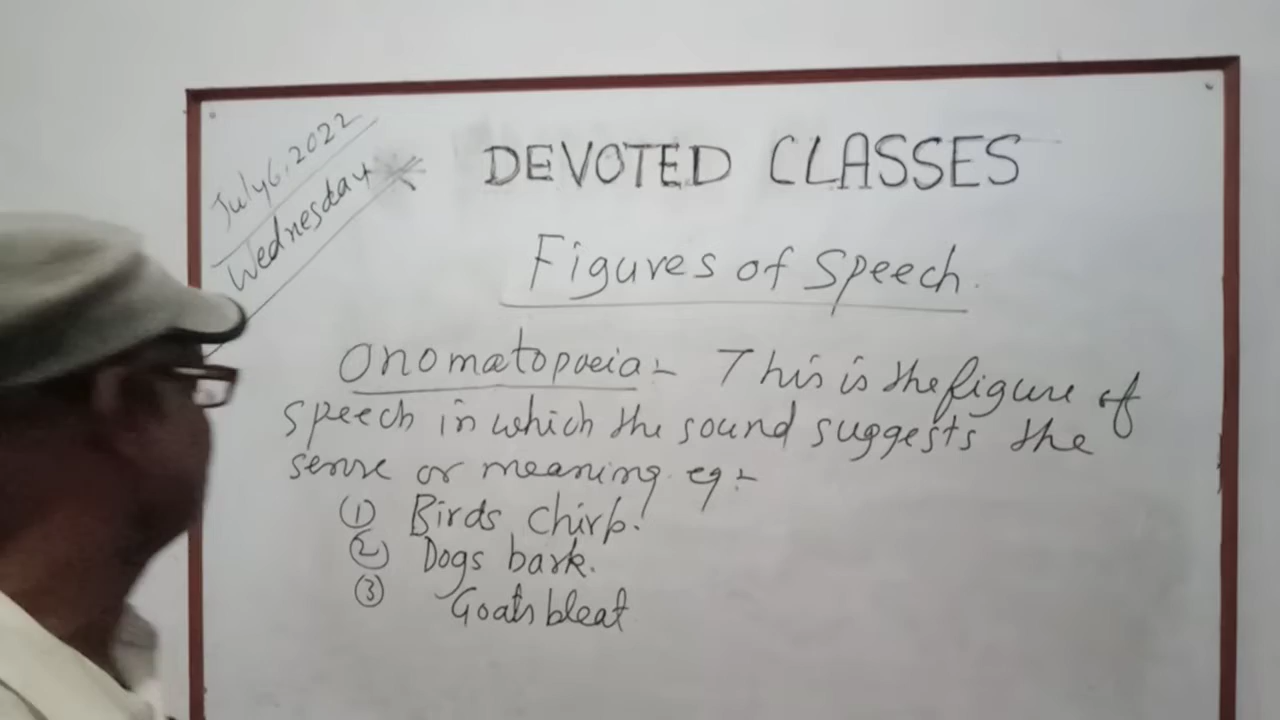 July 6, 2022
Wednesday
DEVOTED CLASSES
Figures of Speech.
Onomatopoeia:- This is the figure of
speech in which the sound suggests the
sense or meaning. eg:-
(1) Birds chirp.
(2) Dogs bark.
(3) Goats bleat